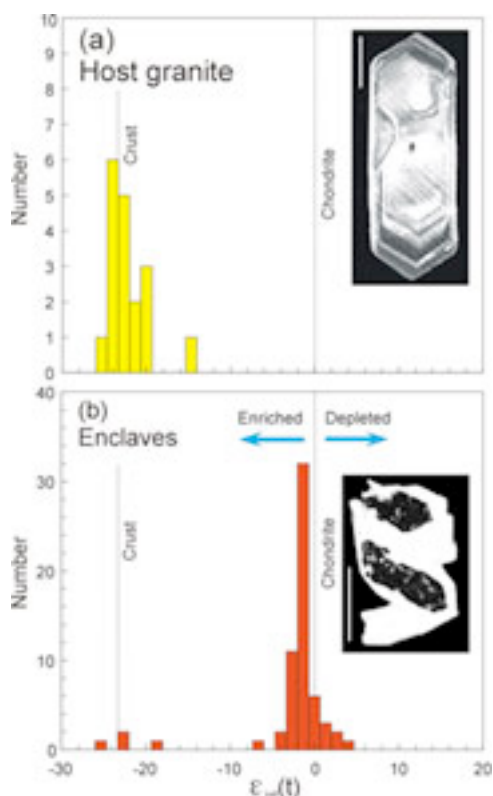 (a)
Host granite
10
9
8
7
6
5
4
3
2
1
0
Number
Crust
Chondrite
(b)
Enclaves
Enriched
Depleted
40
30
20
10
0
Number
Crust
Chondrite
-30
-20
-10
0
10
20